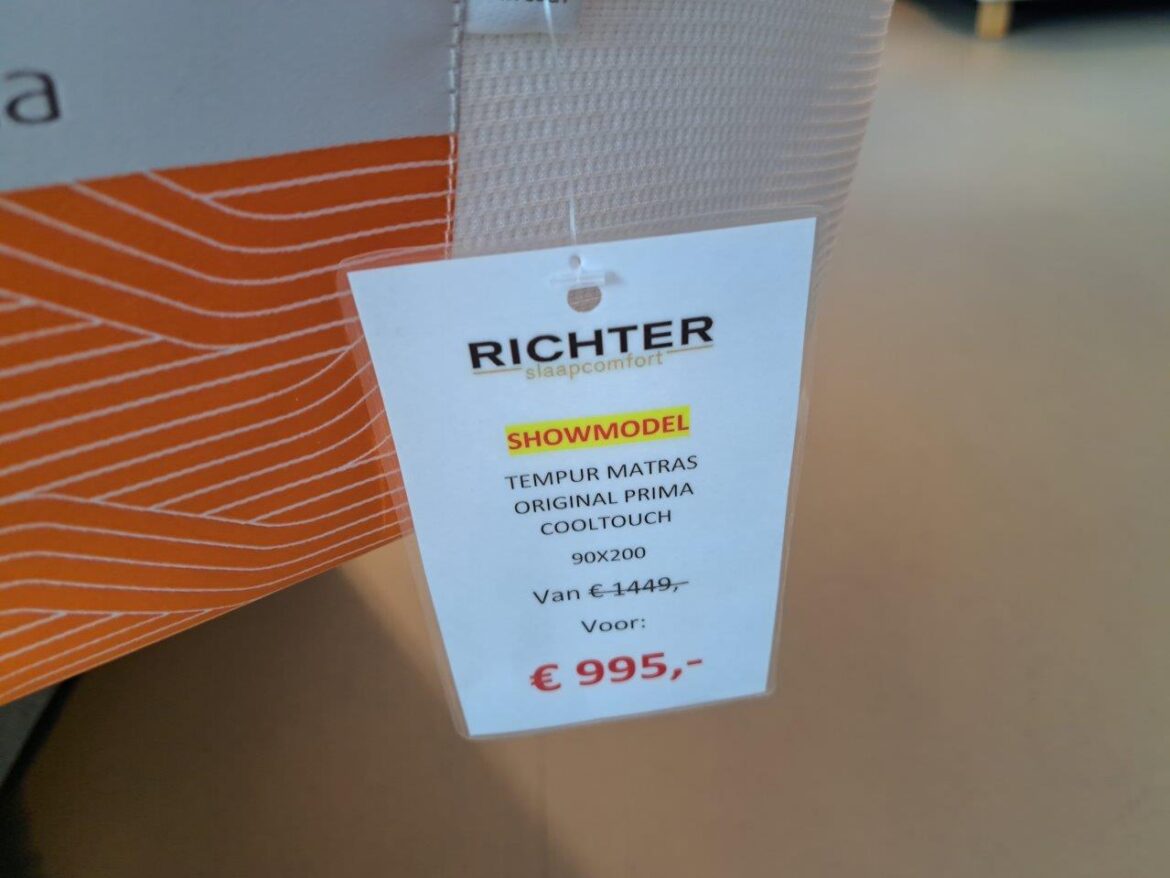 a
RICHTER
slaapcomfort
SHOWMODEL
TEMPUR MATRAS
ORIGINAL PRIMA
COOLTOUCH
90X200
Van € 1449,-
Voor:
€ 995,-